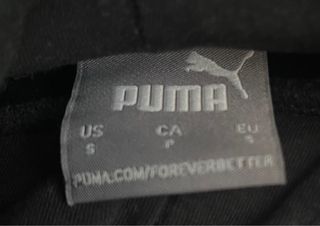 PUMA
US CA EU
S P S
PUMA.COM/FOREVERBETTER